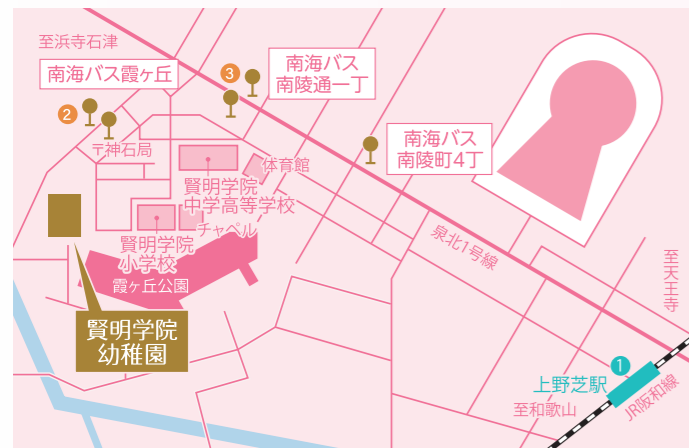 至浜寺石津
南海バス霞ヶ丘
❷
❸
南海バス
南陵通一丁
南海バス
南陵町4丁
〒神石局
体育館
賢明学院
中学高等学校
チャペル
賢明学院
小学校
霞ヶ丘公園
賢明学院
幼稚園
泉北1号線
至天王寺
❶
上野芝駅
至和歌山
JR阪和線